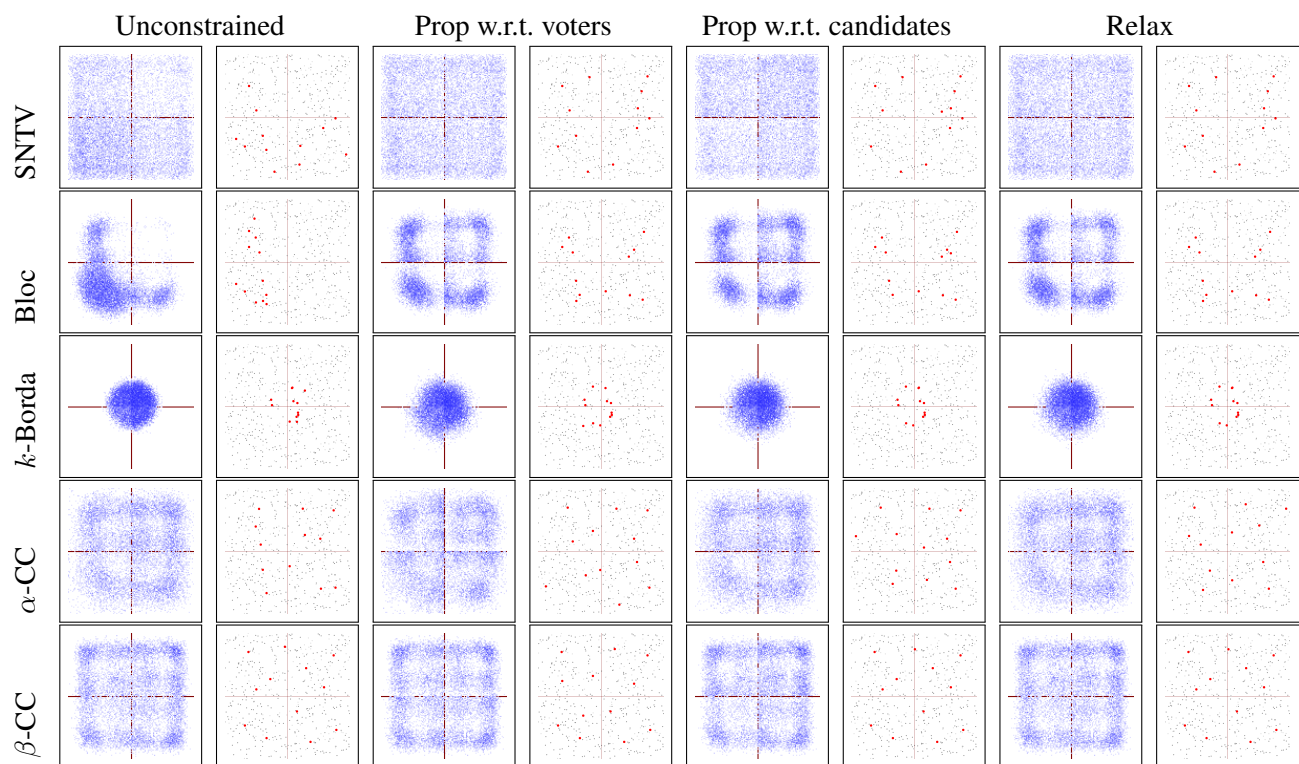 Unconstrained
Prop w.r.t. voters
Prop w.r.t. candidates
Relax
SNTV
Bloc
k-Borda
α-CC
β-CC